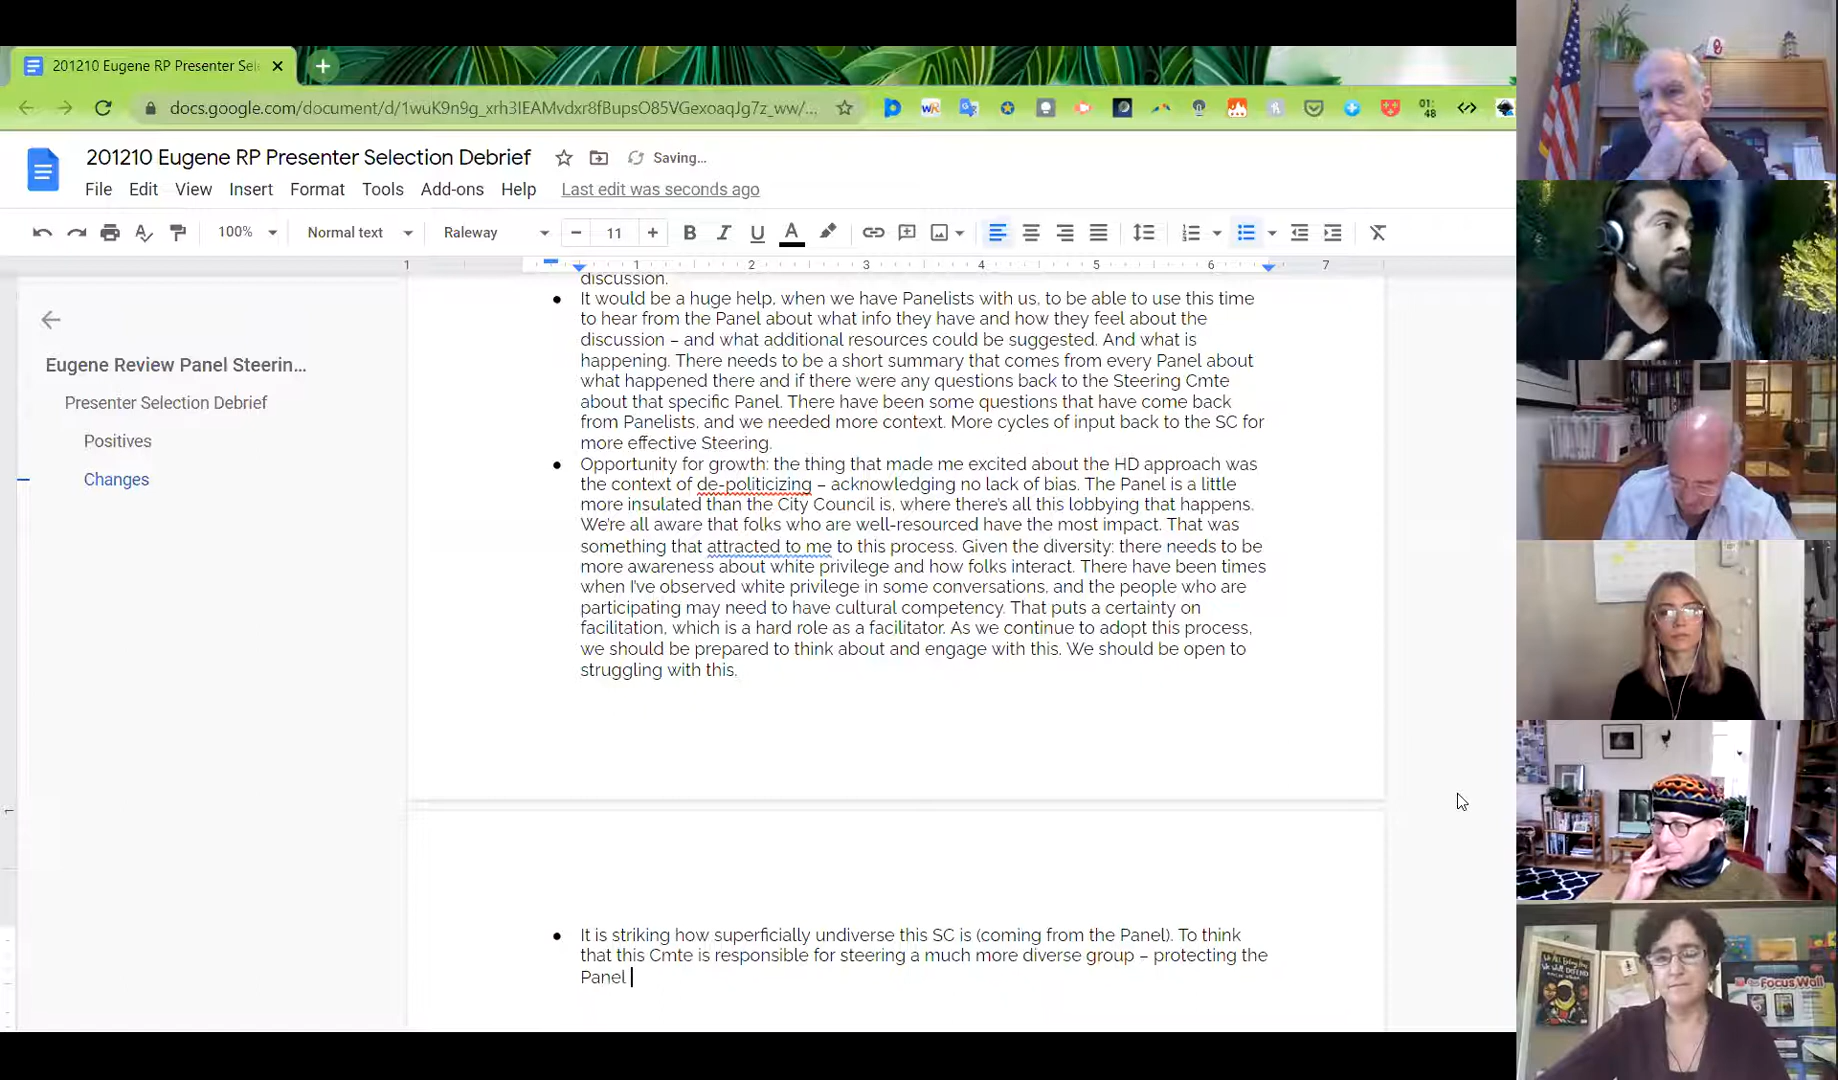 201210 Eugene RP Presenter Sel
docs.google.com/document/d/1wuK9n9g_xrh3IEAMvdxr8fBupsO85VGexoaqJg7z_ww/...
01:
48
201210 Eugene RP Presenter Selection Debrief
Saving...
File Edit View Insert Format Tools Add-ons Help Last edit was seconds ago
100% Normal text Raleway 11 B I U A
1 1 2 3 4 5 6 7
discussion.
Eugene Review Panel Steerin...
Presenter Selection Debrief
Positives
Changes
● It would be a huge help, when we have Panelists with us, to be able to use this time
to hear from the Panel about what info they have and how they feel about the
discussion – and what additional resources could be suggested. And what is
happening. There needs to be a short summary that comes from every Panel about
what happened there and if there were any questions back to the Steering Cmte
about that specific Panel. There have been some questions that have come back
from Panelists, and we needed more context. More cycles of input back to the SC for
more effective Steering.
● Opportunity for growth: the thing that made me excited about the HD approach was
the context of de-politicizing – acknowledging no lack of bias. The Panel is a little
more insulated than the City Council is, where there's all this lobbying that happens.
We're all aware that folks who are well-resourced have the most impact. That was
something that attracted to me to this process. Given the diversity: there needs to be
more awareness about white privilege and how folks interact. There have been times
when I've observed white privilege in some conversations, and the people who are
participating may need to have cultural competency. That puts a certainty on
facilitation, which is a hard role as a facilitator. As we continue to adopt this process,
we should be prepared to think about and engage with this. We should be open to
struggling with this.
● It is striking how superficially undiverse this SC is (coming from the Panel). To think
that this Cmte is responsible for steering a much more diverse group – protecting the
Panel
Focus Wall